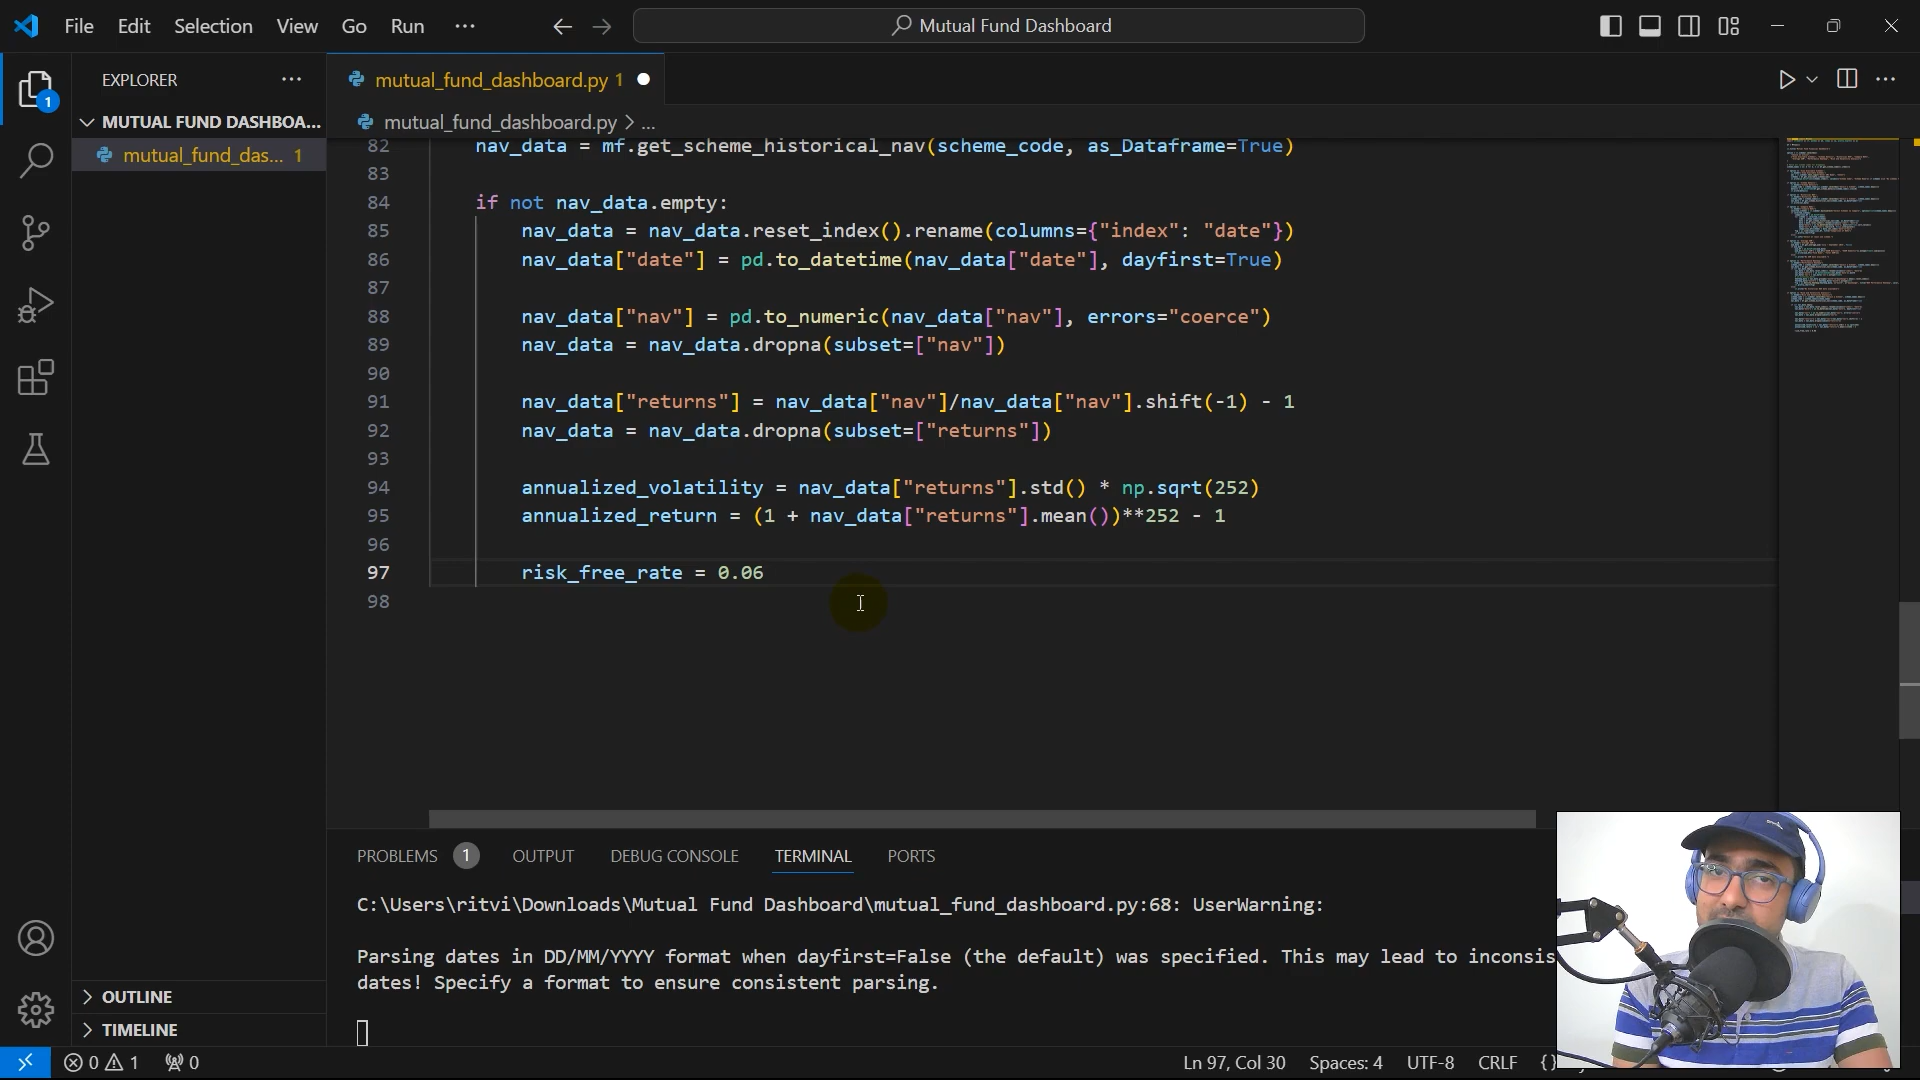 File Edit Selection View Go Run ··· Mutual Fund Dashboard
EXPLORER ···
mutual_fund_dashboard.py 1
MUTUAL FUND DASHBOA...
mutual_fund_das... 1
mutual_fund_dashboard.py > ...
82 nav_data = mf.get_scheme_historical_nav(scheme_code, as_Dataframe=True)
83
84 if not nav_data.empty:
85 nav_data = nav_data.reset_index().rename(columns={"index": "date"})
86 nav_data["date"] = pd.to_datetime(nav_data["date"], dayfirst=True)
87
88 nav_data["nav"] = pd.to_numeric(nav_data["nav"], errors="coerce")
89 nav_data = nav_data.dropna(subset=["nav"])
90
91 nav_data["returns"] = nav_data["nav"]/nav_data["nav"].shift(-1) - 1
92 nav_data = nav_data.dropna(subset=["returns"])
93
94 annualized_volatility = nav_data["returns"].std() * np.sqrt(252)
95 annualized_return = (1 + nav_data["returns"].mean())**252 - 1
96
97 risk_free_rate = 0.06
98
PROBLEMS 1 OUTPUT DEBUG CONSOLE TERMINAL PORTS
C:\Users\ritvi\Downloads\Mutual Fund Dashboard\mutual_fund_dashboard.py:68: UserWarning:
Parsing dates in DD/MM/YYYY format when dayfirst=False (the default) was specified. This may lead to inconsis
dates! Specify a format to ensure consistent parsing.
OUTLINE
TIMELINE
0 1 0 Ln 97, Col 30 Spaces: 4 UTF-8 CRLF {}
1